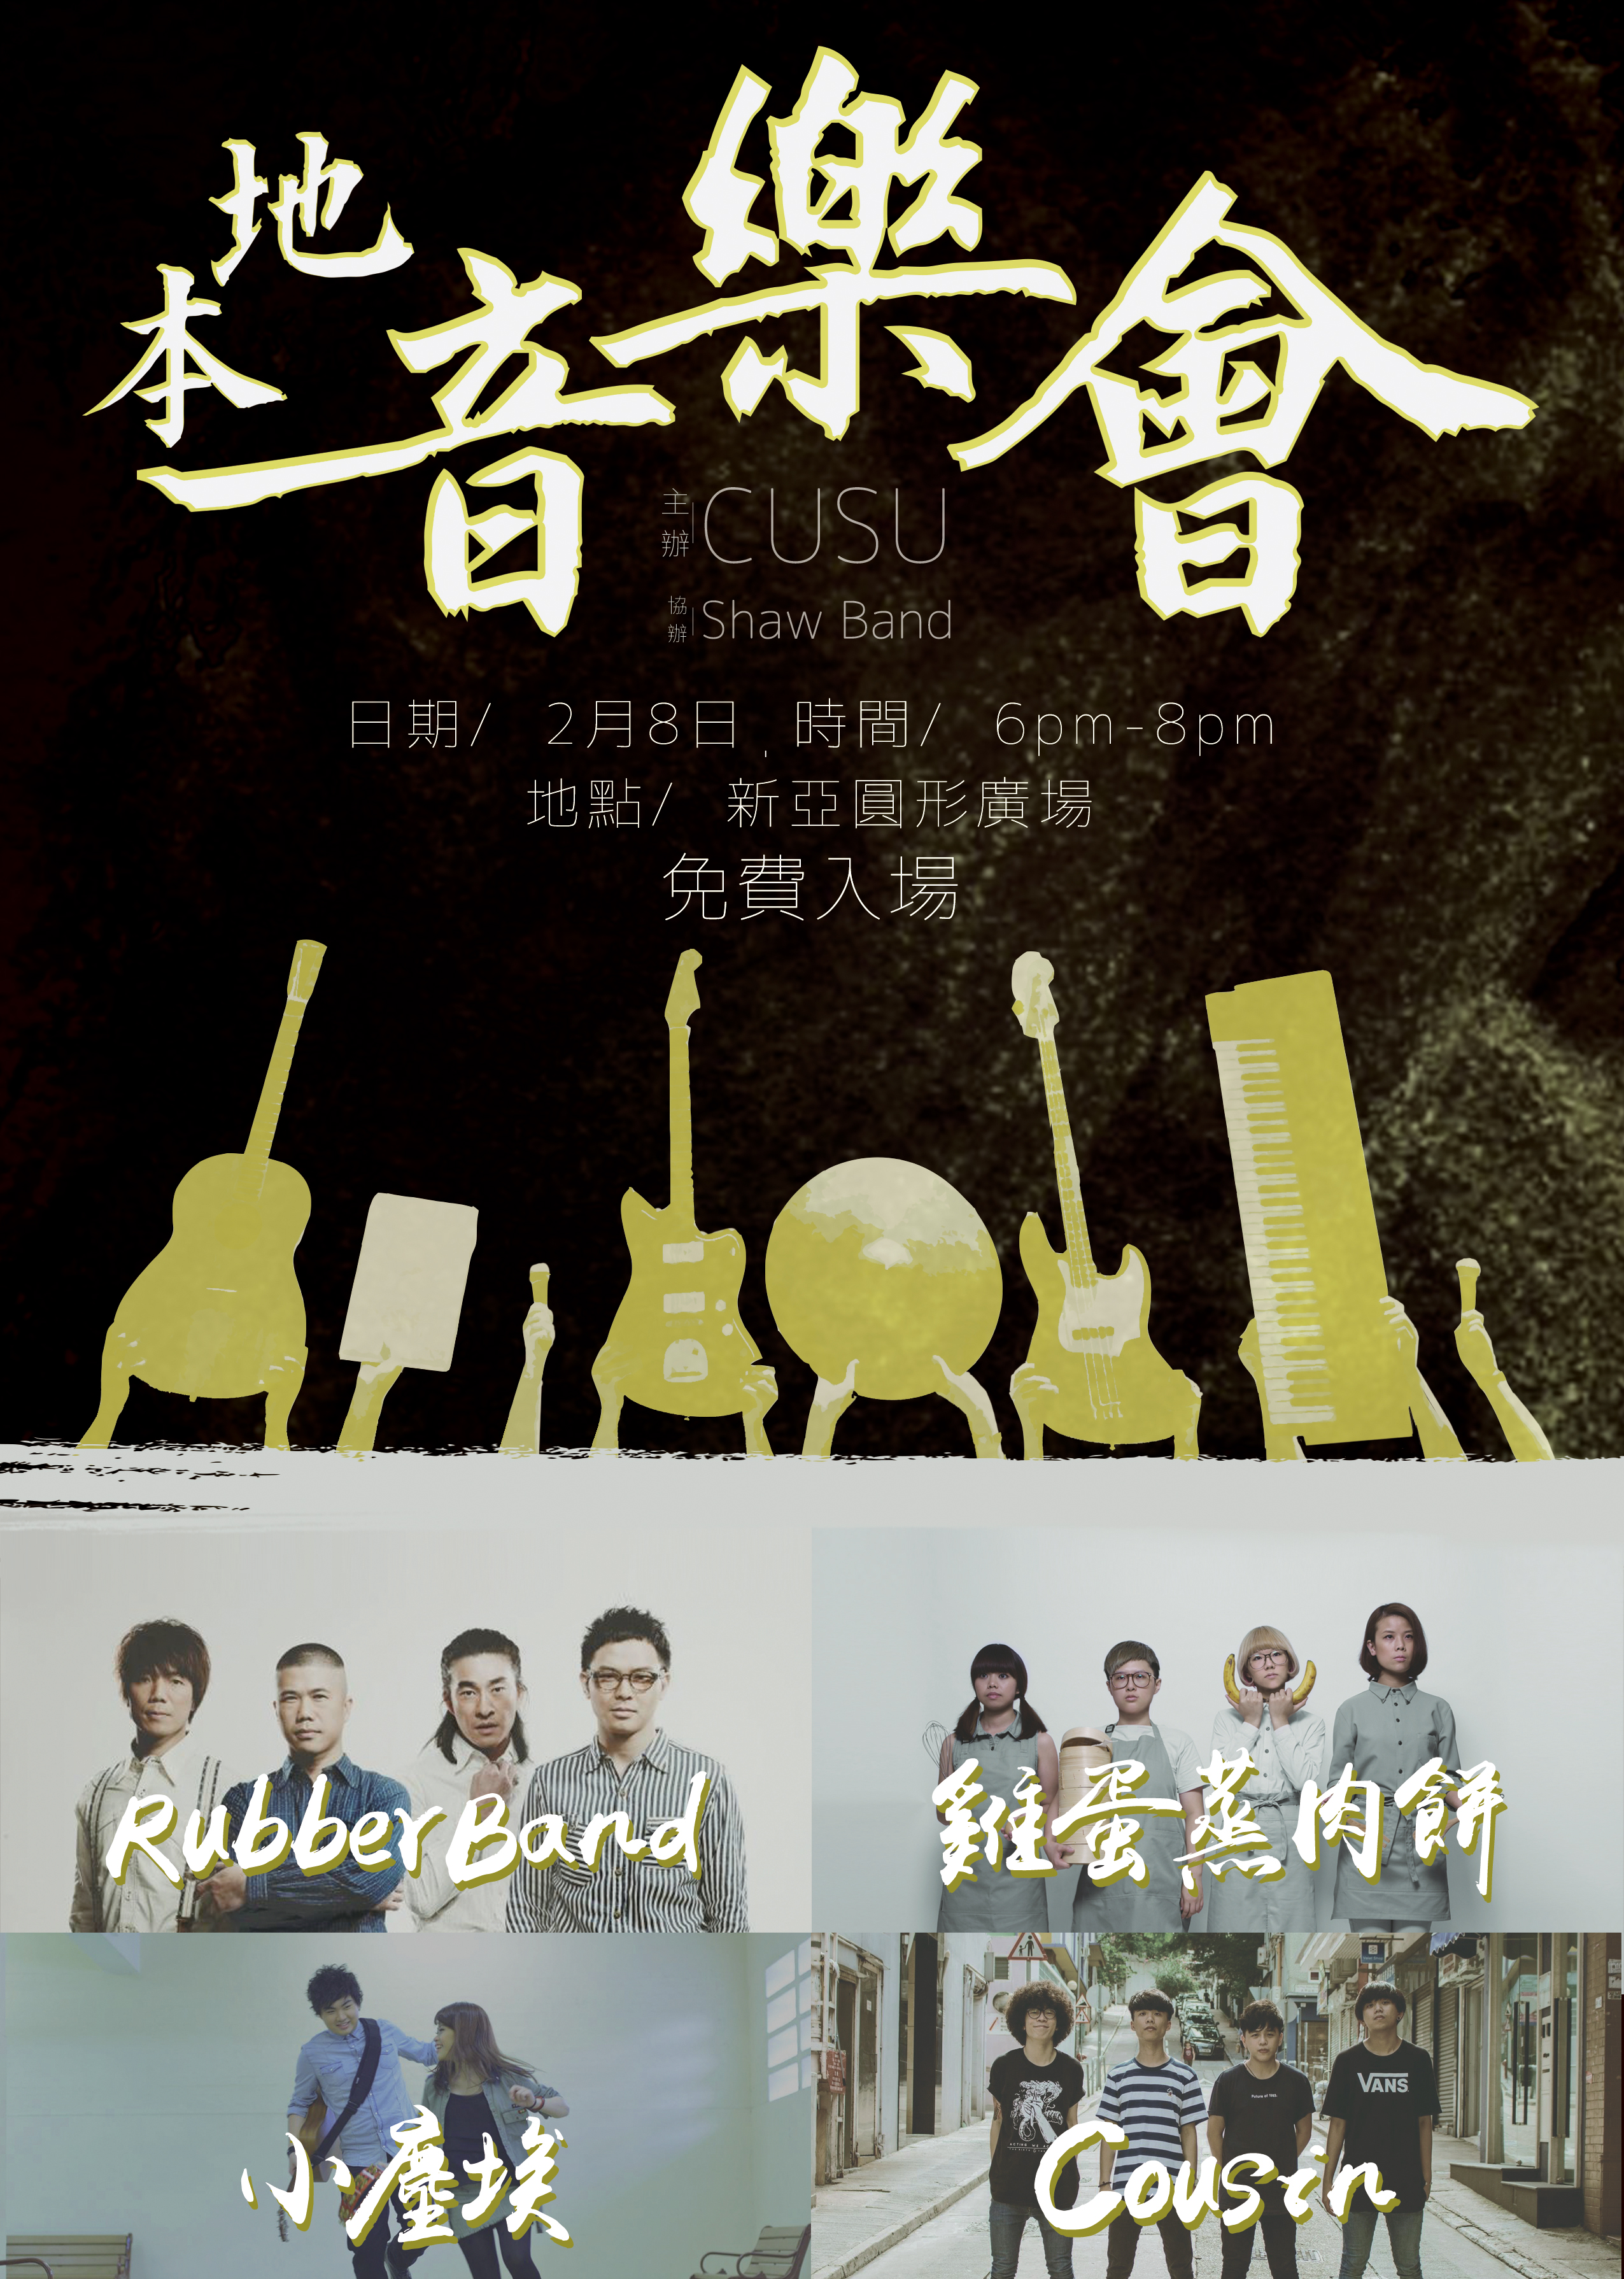 本地
音樂會
主辦 CUSU
協辦 Shaw Band
日期/ 2月8日, 時間/ 6pm-8pm
地點/ 新亞圓形廣場
免費入場
RubberBand
雞蛋蒸肉餅
小塵埃
Cousin
VANS